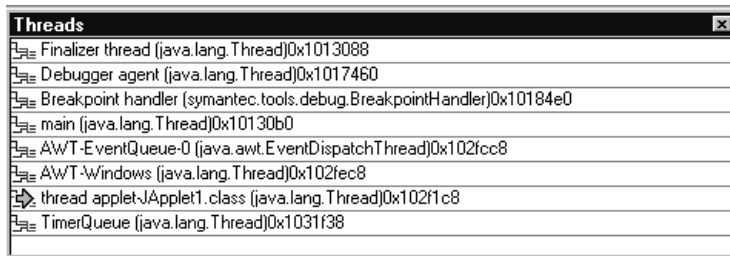 Threads
Finalizer thread (java.lang.Thread)0x1013088
Debugger agent (java.lang.Thread)0x1017460
Breakpoint handler (symantec.tools.debug.BreakpointHandler)0x10184e0
main (java.lang.Thread)0x10130b0
AWT-EventQueue-0 (java.awt.EventDispatchThread)0x102fcc8
AWT-Windows (java.lang.Thread)0x102fec8
thread applet-JApplet1.class (java.lang.Thread)0x102f1c8
TimerQueue (java.lang.Thread)0x1031f38